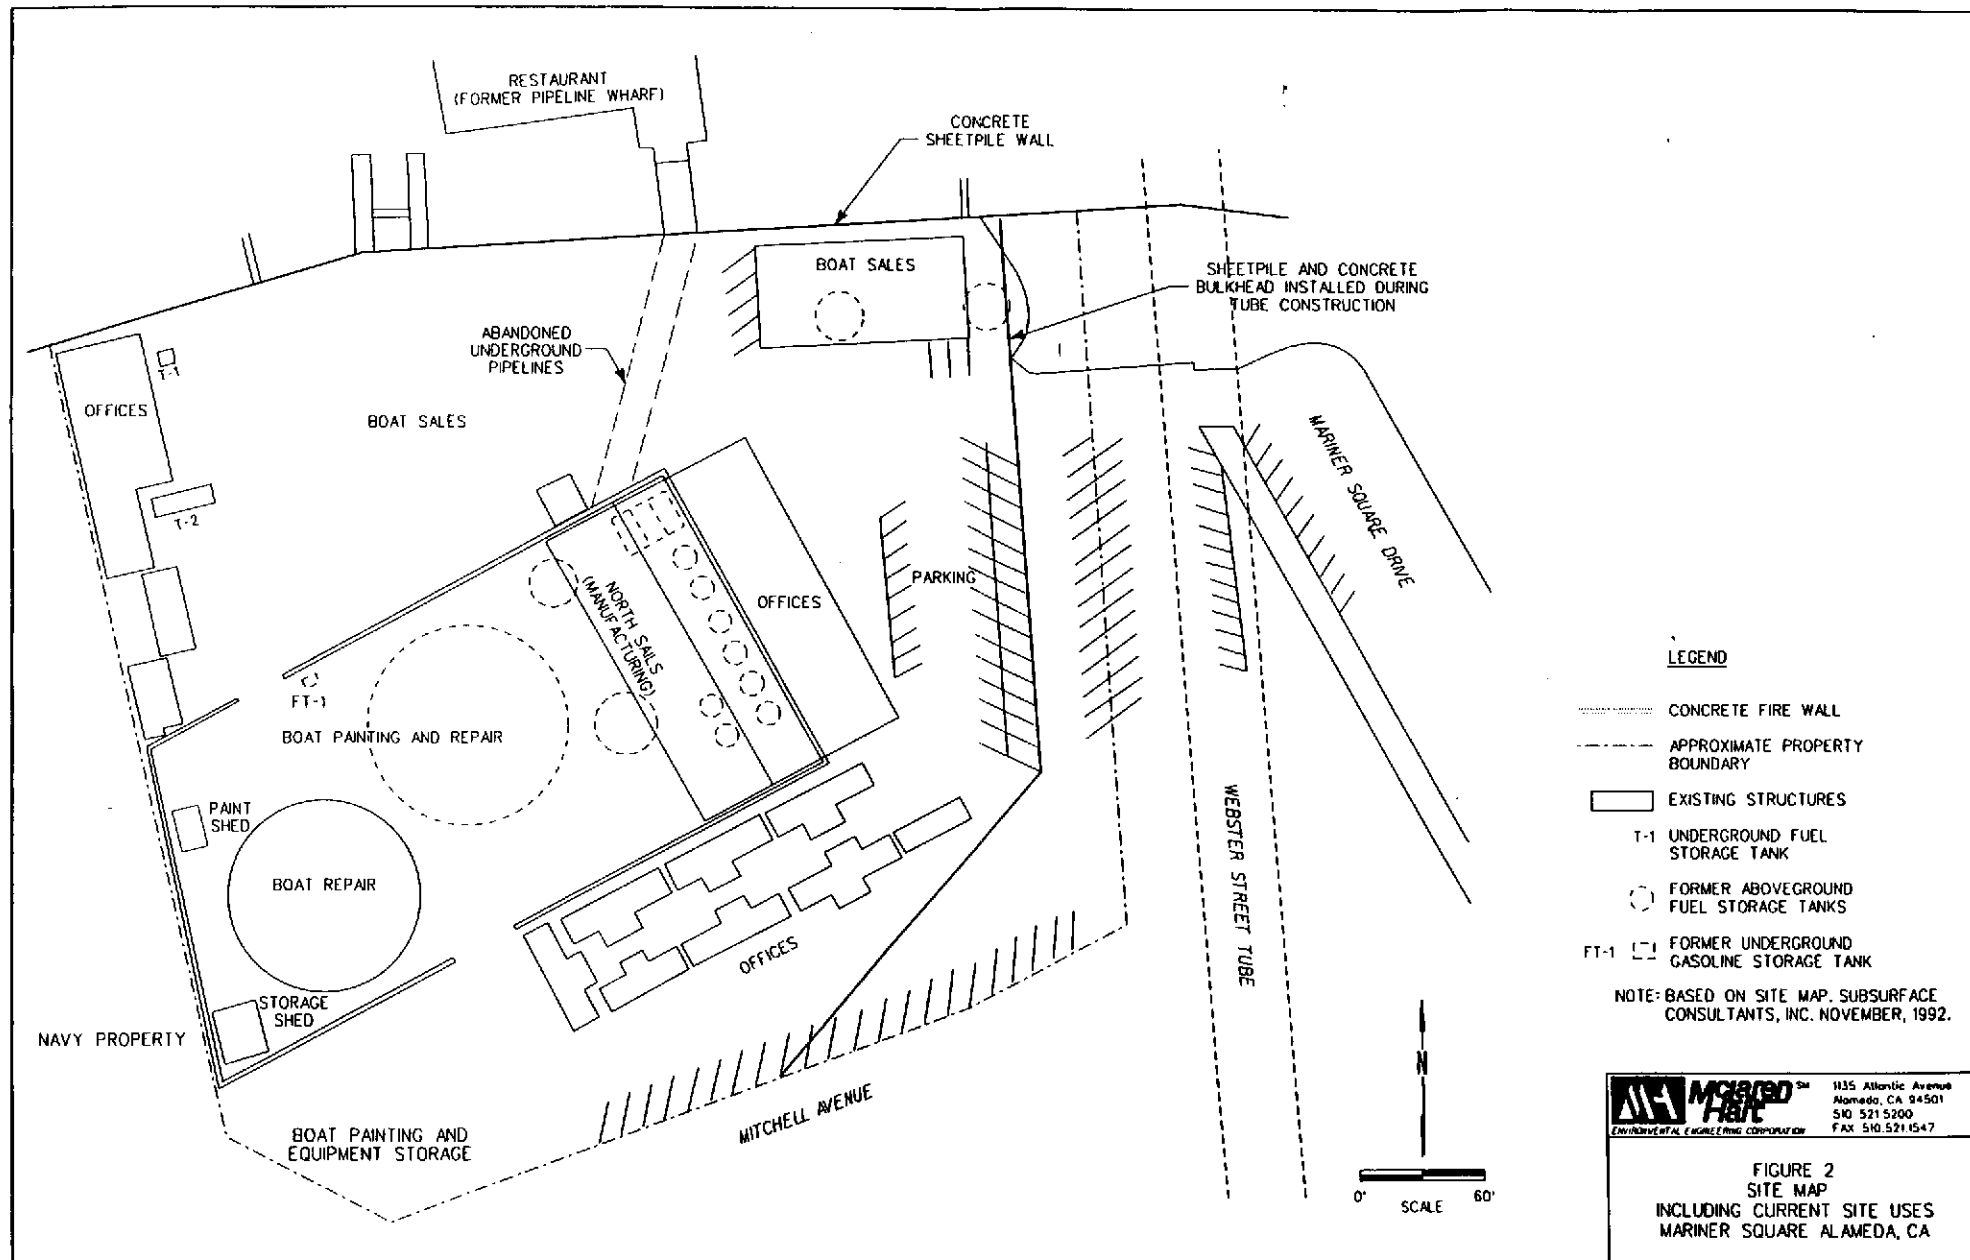 RESTAURANT
(FORMER PIPELINE WHARF)
CONCRETE
SHEETPILE WALL
BOAT SALES
SHEETPILE AND CONCRETE
BULKHEAD INSTALLED DURING
TUBE CONSTRUCTION
ABANDONED
UNDERGROUND
PIPELINES
T-1
OFFICES
BOAT SALES
MARINER SQUARE DRIVE
T-2
PARKING
NORTH SAILS
(MANUFACTURING)
OFFICES
FT-1
BOAT PAINTING AND REPAIR
PAINT
SHED
BOAT REPAIR
WEBSTER STREET TUBE
OFFICES
STORAGE
SHED
NAVY PROPERTY
MITCHELL AVENUE
BOAT PAINTING AND
EQUIPMENT STORAGE
LEGEND
CONCRETE FIRE WALL
APPROXIMATE PROPERTY
BOUNDARY
EXISTING STRUCTURES
T-1 UNDERGROUND FUEL
STORAGE TANK
FORMER ABOVEGROUND
FUEL STORAGE TANKS
FT-1 FORMER UNDERGROUND
GASOLINE STORAGE TANK
NOTE: BASED ON SITE MAP. SUBSURFACE
CONSULTANTS, INC. NOVEMBER, 1992.
N
0' 60'
SCALE
McLaren SM
Hart
ENVIRONMENTAL ENGINEERING CORPORATION
1135 Atlantic Avenue
Alameda, CA 94501
510 521 5200
FAX 510.521.1547
FIGURE 2
SITE MAP
INCLUDING CURRENT SITE USES
MARINER SQUARE ALAMEDA, CA